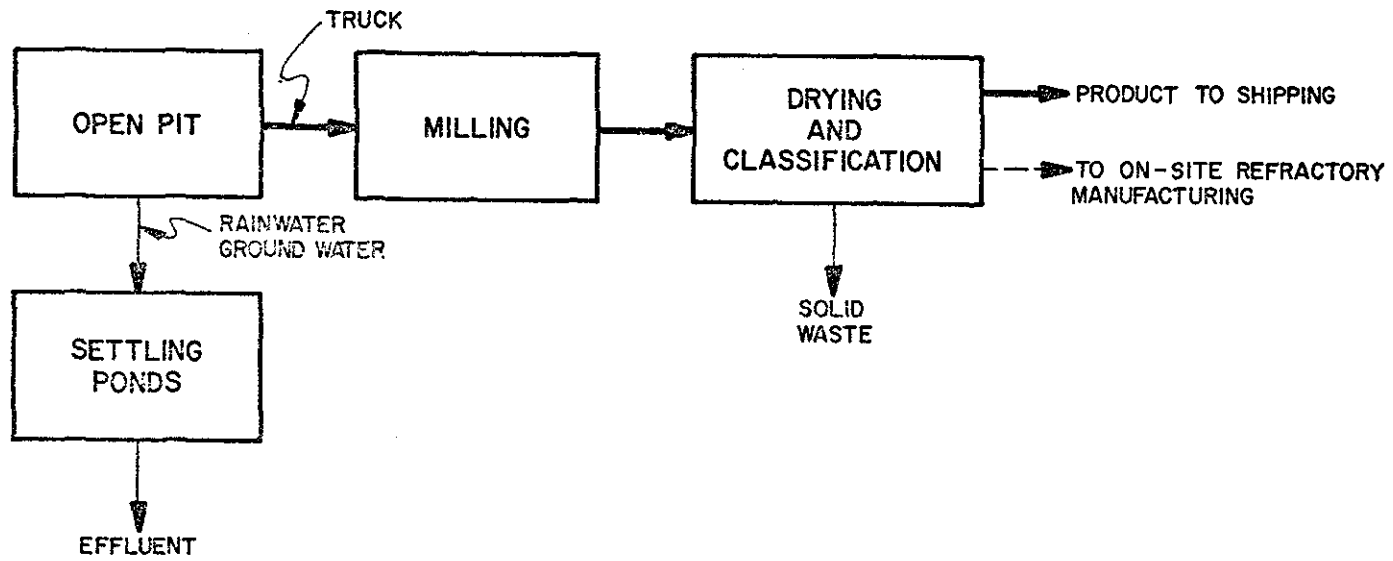 TRUCK
OPEN PIT
MILLING
DRYING
AND
CLASSIFICATION
PRODUCT TO SHIPPING
TO ON-SITE REFRACTORY
MANUFACTURING
RAINWATER
GROUND WATER
SOLID
WASTE
SETTLING
PONDS
EFFLUENT